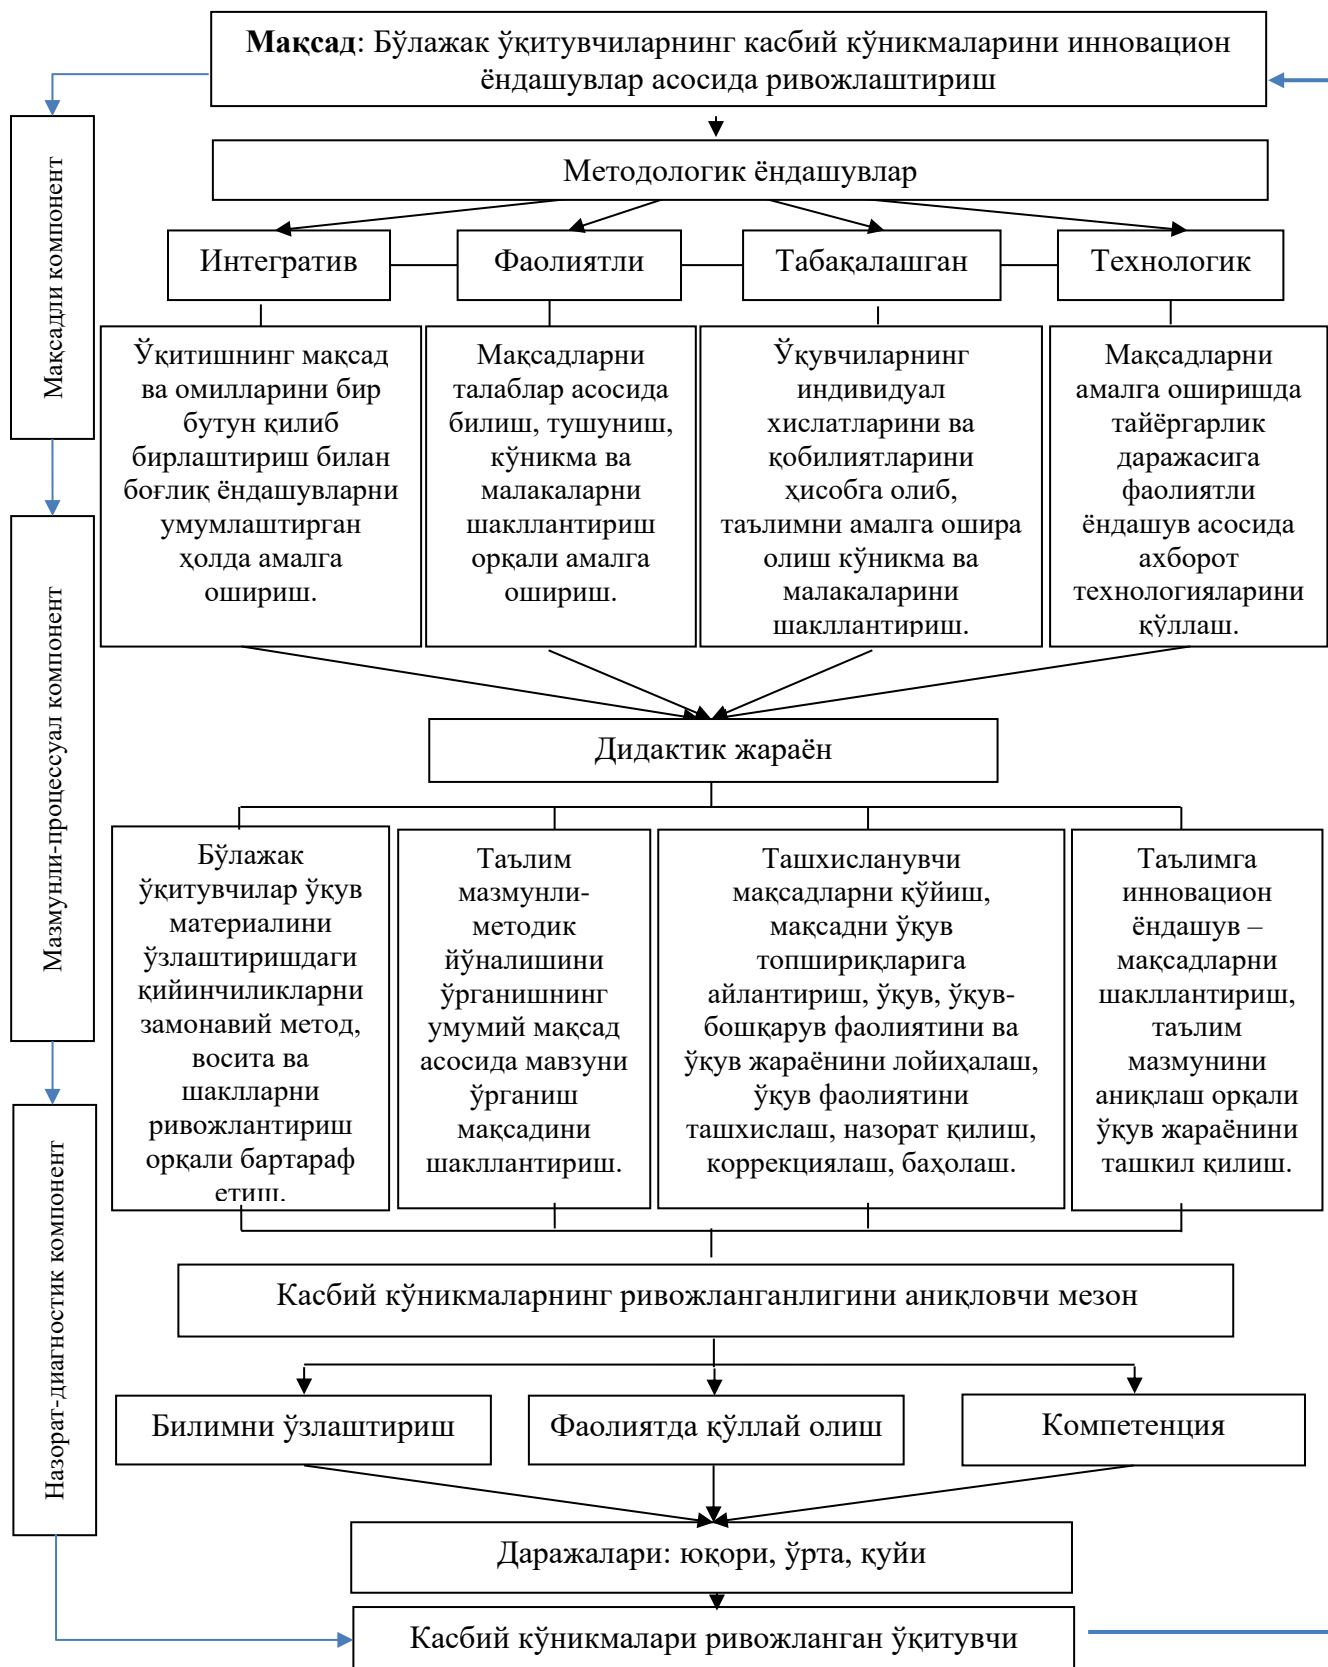 Мақсад: Бўлажак ўқитувчиларнинг касбий кўникмаларини инновацион
ёндашувлар асосида ривожлаштириш
Мақсадли компонент
Мазмунли-процессуал компонент
Назорат-диагностик компонент
Методологик ёндашувлар
Интегратив
Фаолиятли
Табақалашган
Технологик
Ўқитишнинг мақсад
ва омилларини бир
бутун қилиб
бирлаштириш билан
боғлиқ ёндашувларни
умумлаштирган
ҳолда амалга
ошириш.
Мақсадларни
талаблар асосида
билиш, тушуниш,
кўникма ва
малакаларни
шакллантириш
орқали амалга
ошириш.
Ўқувчиларнинг
индивидуал
хислатларини ва
қобилиятларини
ҳисобга олиб,
таълимни амалга ошира
олиш кўникма ва
малакаларини
шакллантириш.
Мақсадларни
амалга оширишда
тайёргарлик
даражасига
фаолиятли
ёндашув асосида
ахборот
технологияларини
қўллаш.
Дидактик жараён
Бўлажак
ўқитувчилар ўқув
материалини
ўзлаштиришдаги
қийинчиликларни
замонавий метод,
восита ва
шаклларни
ривожлантириш
орқали бартараф
етиш.
Таълим
мазмунли-
методик
йўналишини
ўрганишнинг
умумий мақсад
асосида мавзуни
ўрганиш
мақсадини
шакллантириш.
Ташхисланувчи
мақсадларни қўйиш,
мақсадни ўқув
топшириқларига
айлантириш, ўқув, ўқув-
бошқарув фаолиятини ва
ўқув жараёнини лойиҳалаш,
ўқув фаолиятини
ташхислаш, назорат қилиш,
коррекциялаш, баҳолаш.
Таълимга
инновацион
ёндашув –
мақсадларни
шакллантириш,
таълим
мазмунини
аниқлаш орқали
ўқув жараёнини
ташкил қилиш.
Касбий кўникмаларнинг ривожланганлигини аниқловчи мезон
Билимни ўзлаштириш
Фаолиятда қўллай олиш
Компетенция
Даражалари: юқори, ўрта, қуйи
Касбий кўникмалари ривожланган ўқитувчи